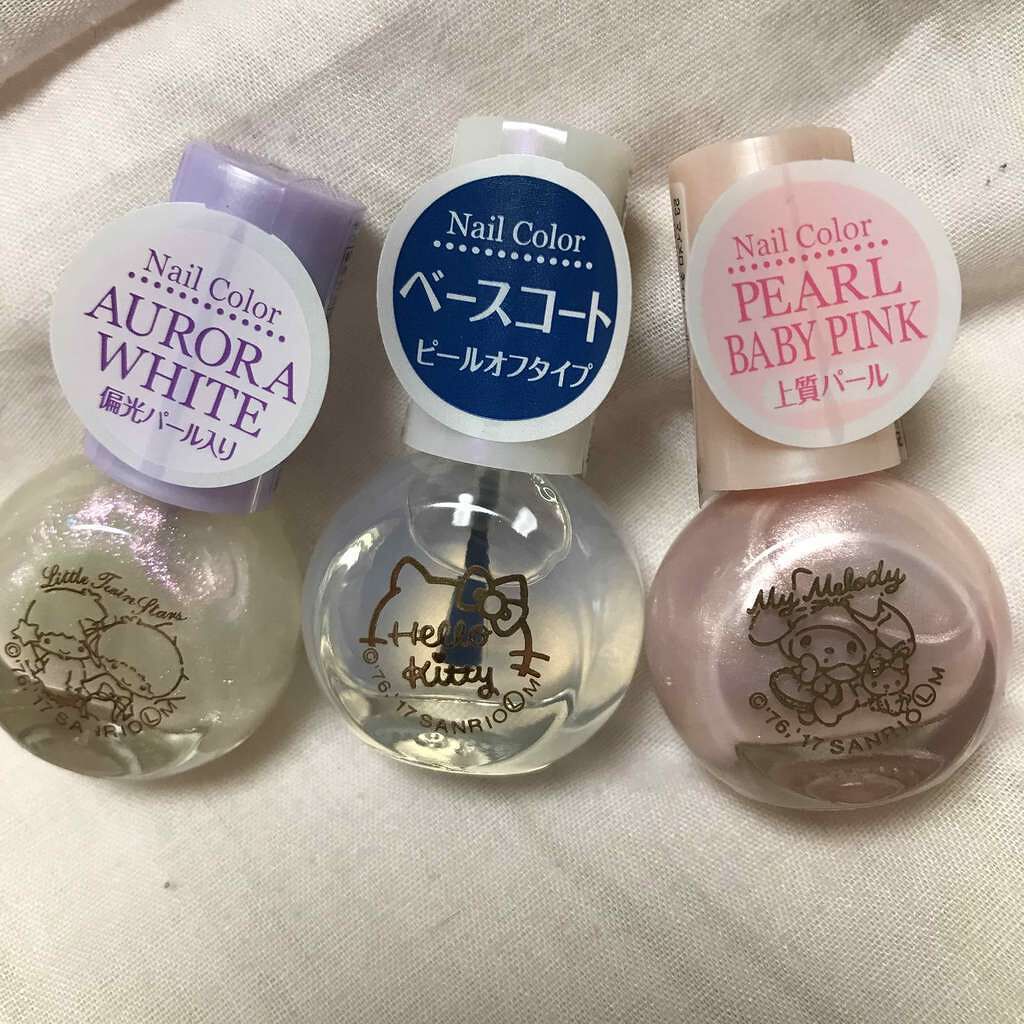 Nail Color
AURORA
WHITE
偏光パール入り
Little Twin Stars
©'76,'17 SANRIO Ⓛ M
Nail Color
ベースコート
ピールオフタイプ
Hello
Kitty
©'76,'17 SANRIO Ⓛ M
Nail Color
PEARL
BABY PINK
上質パール
My Melody
©'76,'17 SANRIO Ⓛ M